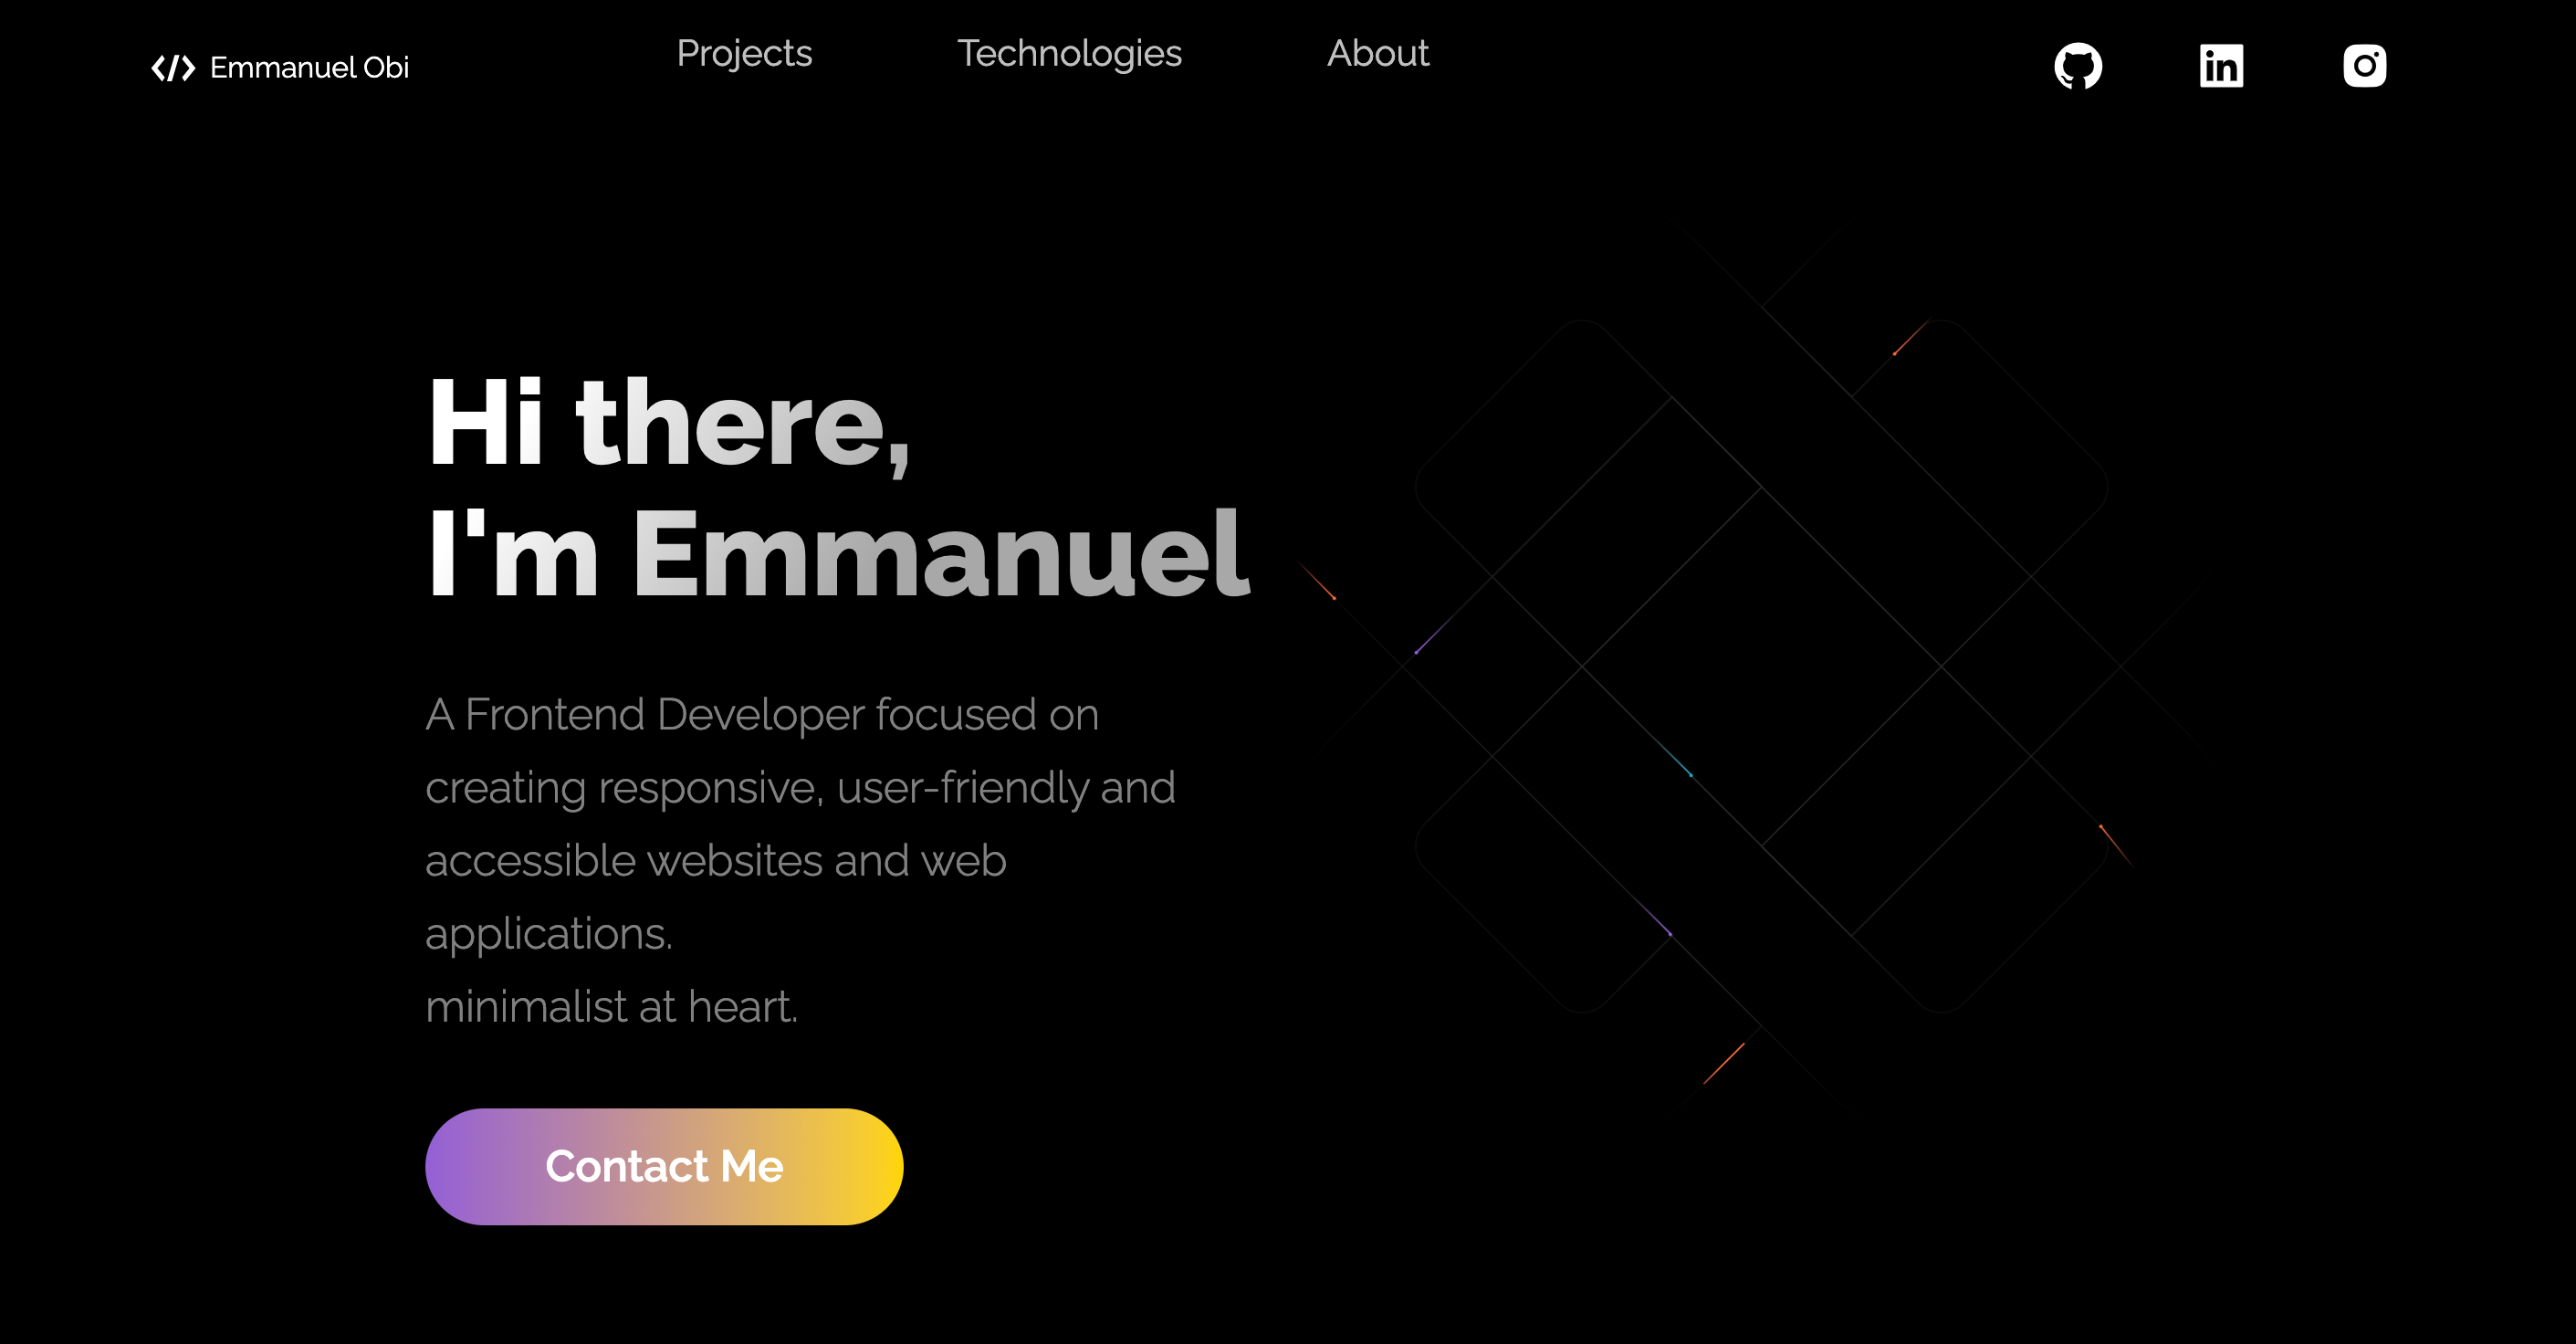 Emmanuel Obi
Projects
Technologies
About
Hi there,
I'm Emmanuel
A Frontend Developer focused on
creating responsive, user-friendly and
accessible websites and web
applications.
minimalist at heart.
Contact Me